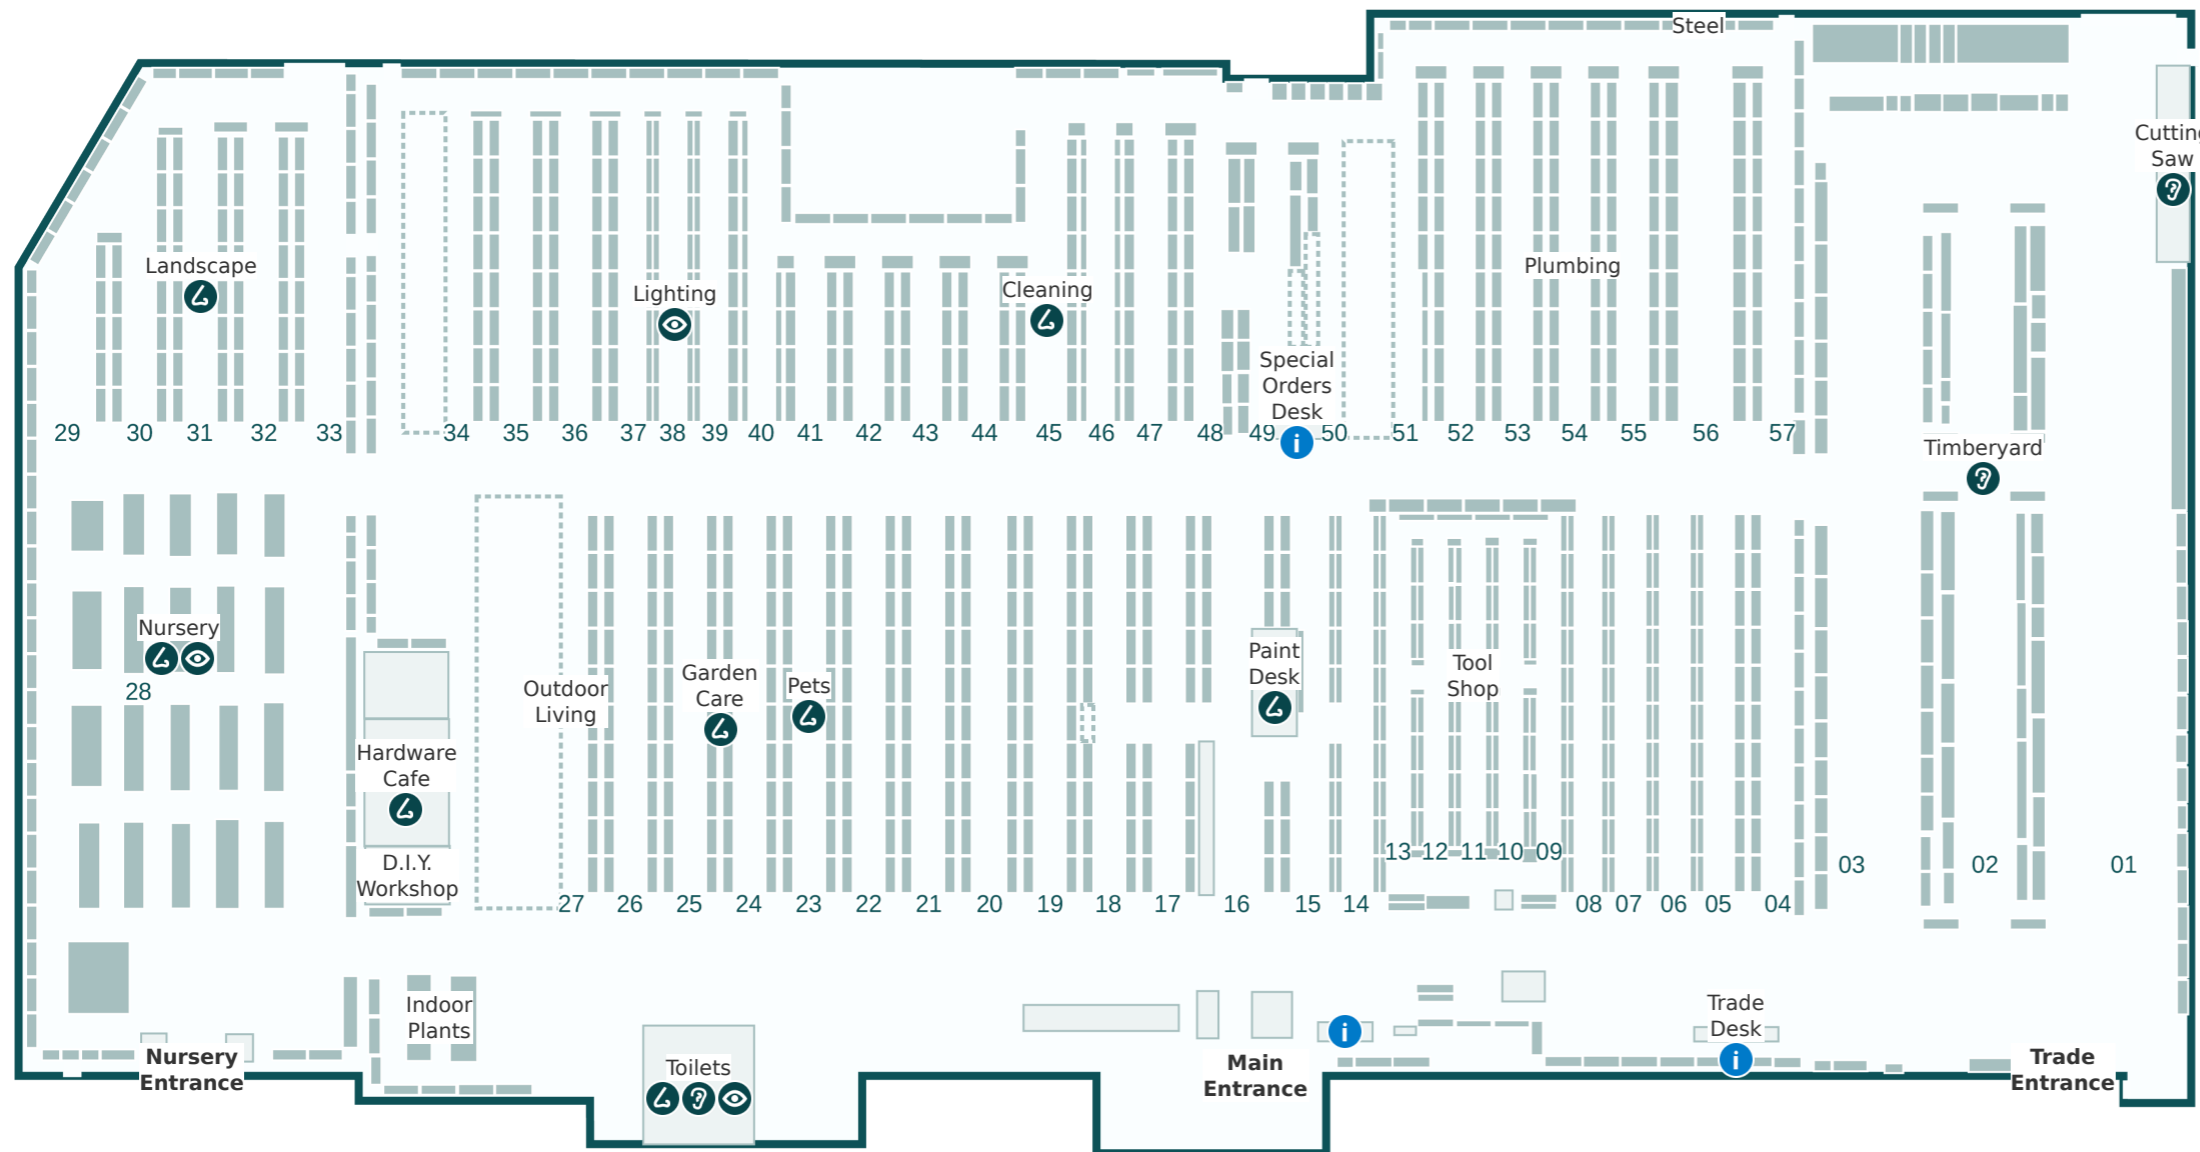 Steel
Cutting
Saw
Landscape
Lighting
Cleaning
Plumbing
Special
Orders
Desk
29 30 31 32 33 34 35 36 37 38 39 40 41 42 43 44 45 46 47 48 49 50 51 52 53 54 55 56 57
i
Timberyard
Nursery
28
Outdoor
Living
Garden
Care
Pets
Paint
Desk
Tool
Shop
Hardware
Cafe
D.I.Y.
Workshop
13 12 11 10 09
03 02 01
27 26 25 24 23 22 21 20 19 18 17 16 15 14 08 07 06 05 04
Indoor
Plants
Trade
Desk
i
i
Nursery
Entrance
Toilets
Main
Entrance
Trade
Entrance